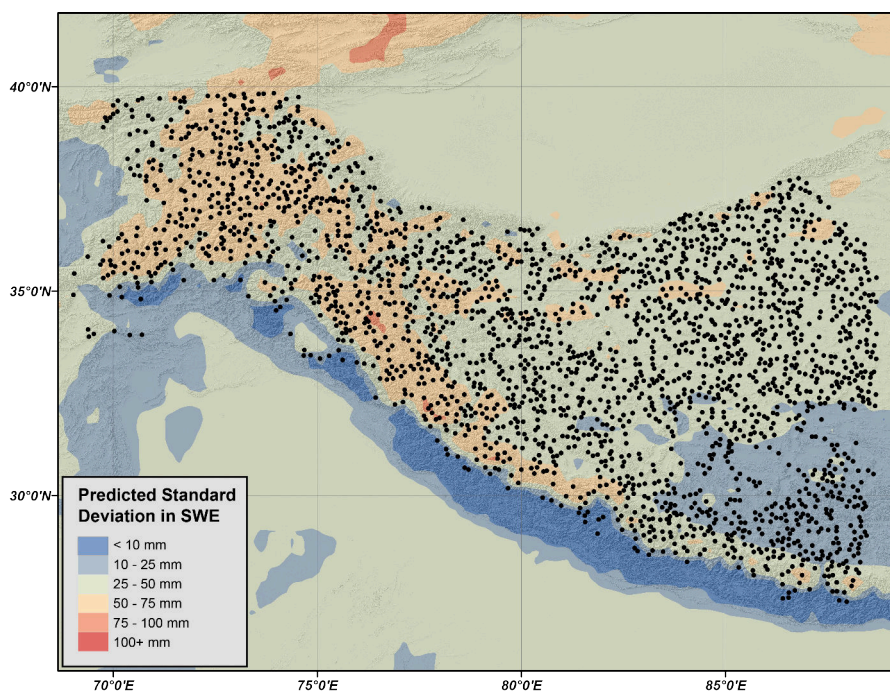 40°0'N
35°0'N
30°0'N
Predicted Standard
Deviation in SWE
< 10 mm
10 - 25 mm
25 - 50 mm
50 - 75 mm
75 - 100 mm
100+ mm
70°0'E
75°0'E
80°0'E
85°0'E